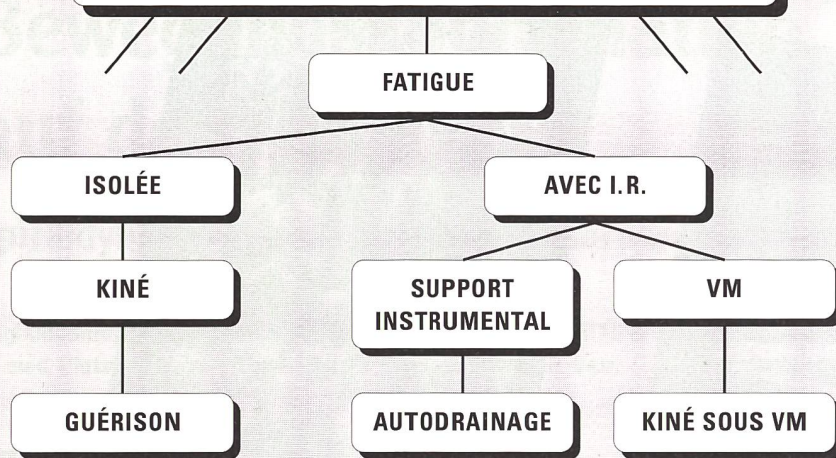 FATIGUE
ISOLÉE
AVEC I.R.
KINÉ
SUPPORT
INSTRUMENTAL
VM
GUÉRISON
AUTODRAINAGE
KINÉ SOUS VM